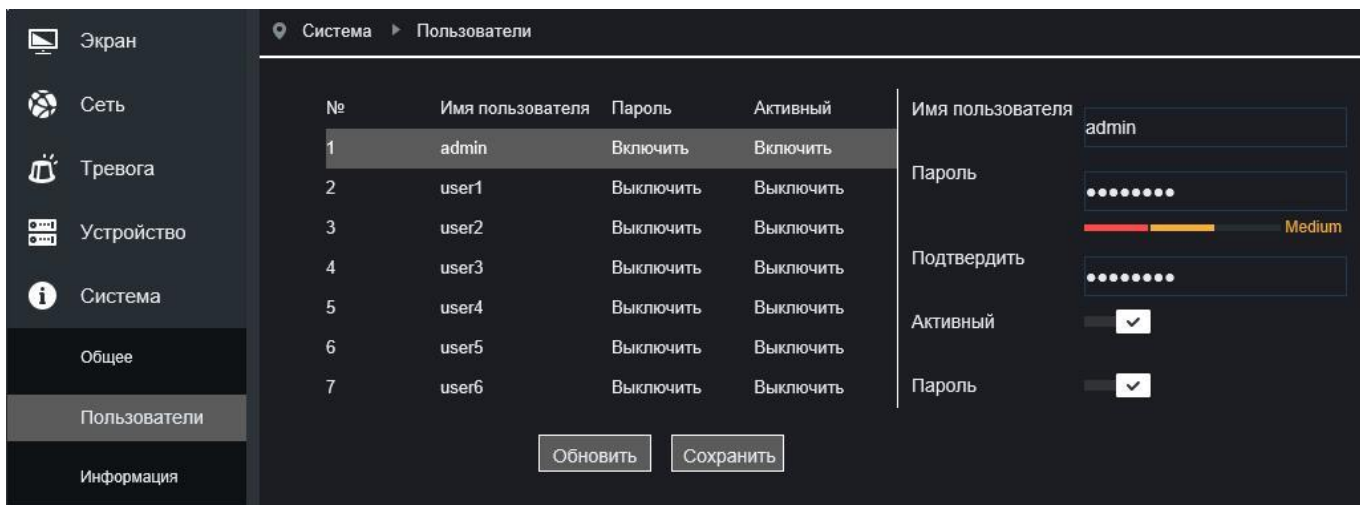 Экран
Сеть
Тревога
Устройство
Система
Общее
Пользователи
Информация
Система Пользователи
№ Имя пользователя Пароль Активный
1 admin Включить Включить
2 user1 Выключить Выключить
3 user2 Выключить Выключить
4 user3 Выключить Выключить
5 user4 Выключить Выключить
6 user5 Выключить Выключить
7 user6 Выключить Выключить
Обновить Сохранить
Имя пользователя admin
Пароль ●●●●●●●●
Medium
Подтвердить ●●●●●●●●
Активный
Пароль